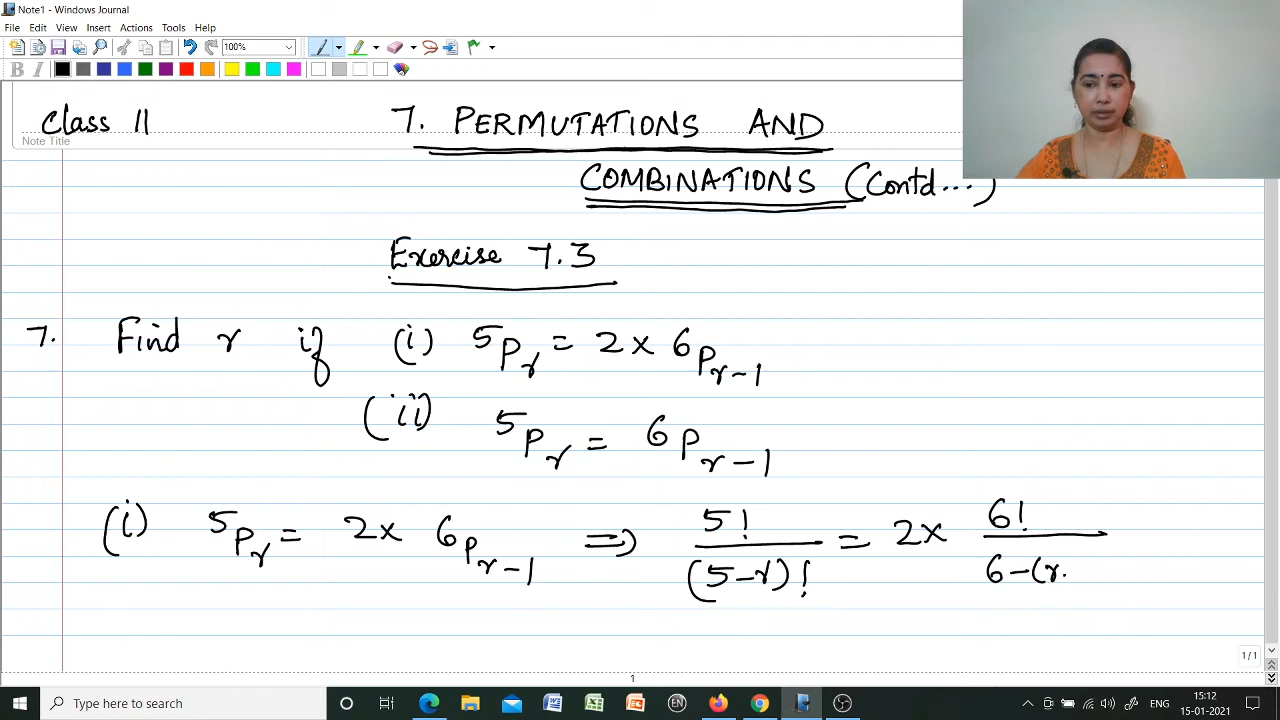 Note1 - Windows Journal
File Edit View Insert Actions Tools Help
100%
B I
Class 11 7. PERMUTATIONS AND
Note Title
COMBINATIONS (Contd...)
Exercise 7.3
7. Find r if (i) ⁵Pᵣ = 2 x 6Pᵣ₋₁
(ii) ⁵Pᵣ = 6Pᵣ₋₁
(i) ⁵Pᵣ = 2x 6Pᵣ₋₁ ⇒ 5!/(5-r)! = 2x 6!/6-(r.
1/1
1
Type here to search
ENG
15:12
15-01-2021